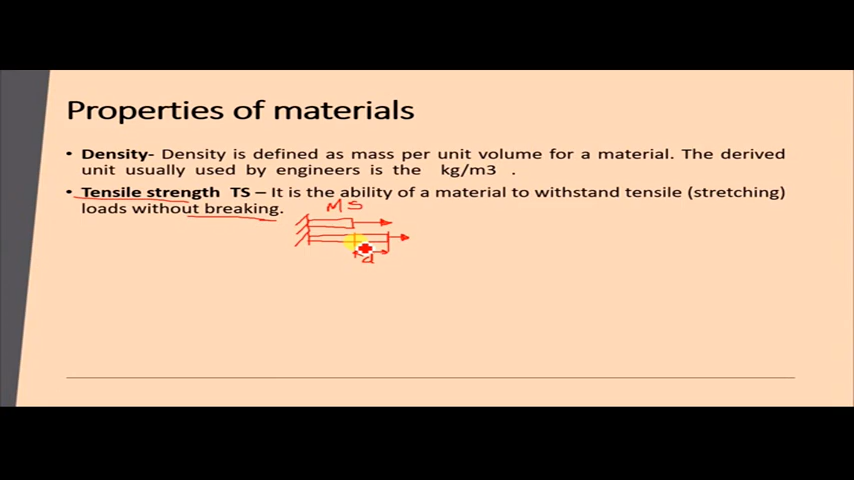 Properties of materials
• Density- Density is defined as mass per unit volume for a material. The derived
unit usually used by engineers is the kg/m3 .
• Tensile strength TS – It is the ability of a material to withstand tensile (stretching)
loads without breaking.
MS
d